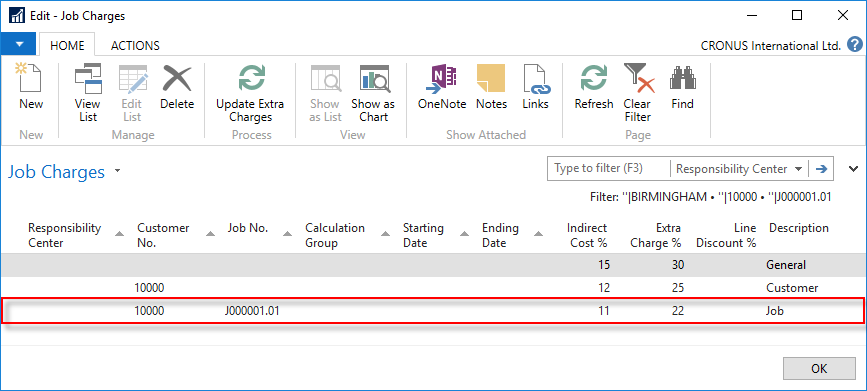 Edit - Job Charges
HOME ACTIONS CRONUS International Ltd.
New View List Edit List Delete Update Extra Charges Show as List Show as Chart OneNote Notes Links Refresh Clear Filter Find
New Manage Process View Show Attached Page
Job Charges Type to filter (F3) Responsibility Center
Filter: ''|BIRMINGHAM • ''|10000 • ''|J000001.01
Responsibility Center Customer No. Job No. Calculation Group Starting Date Ending Date Indirect Cost % Extra Charge % Line Discount % Description
15 30 General
10000 12 25 Customer
10000 J000001.01 11 22 Job
OK